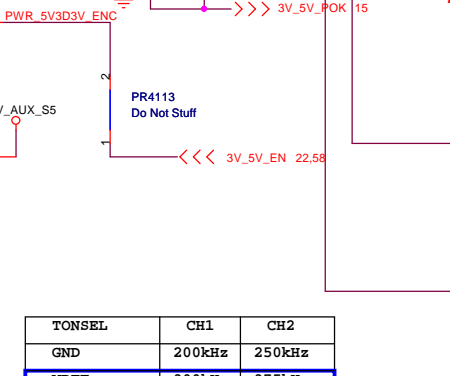 3V_5V_POK 15
PWR_5V3D3V_ENC
2
PR4113
Do Not Stuff
V_AUX_S5
1
3V_5V_EN 22,58
TONSEL CH1 CH2
GND 200kHz 250kHz